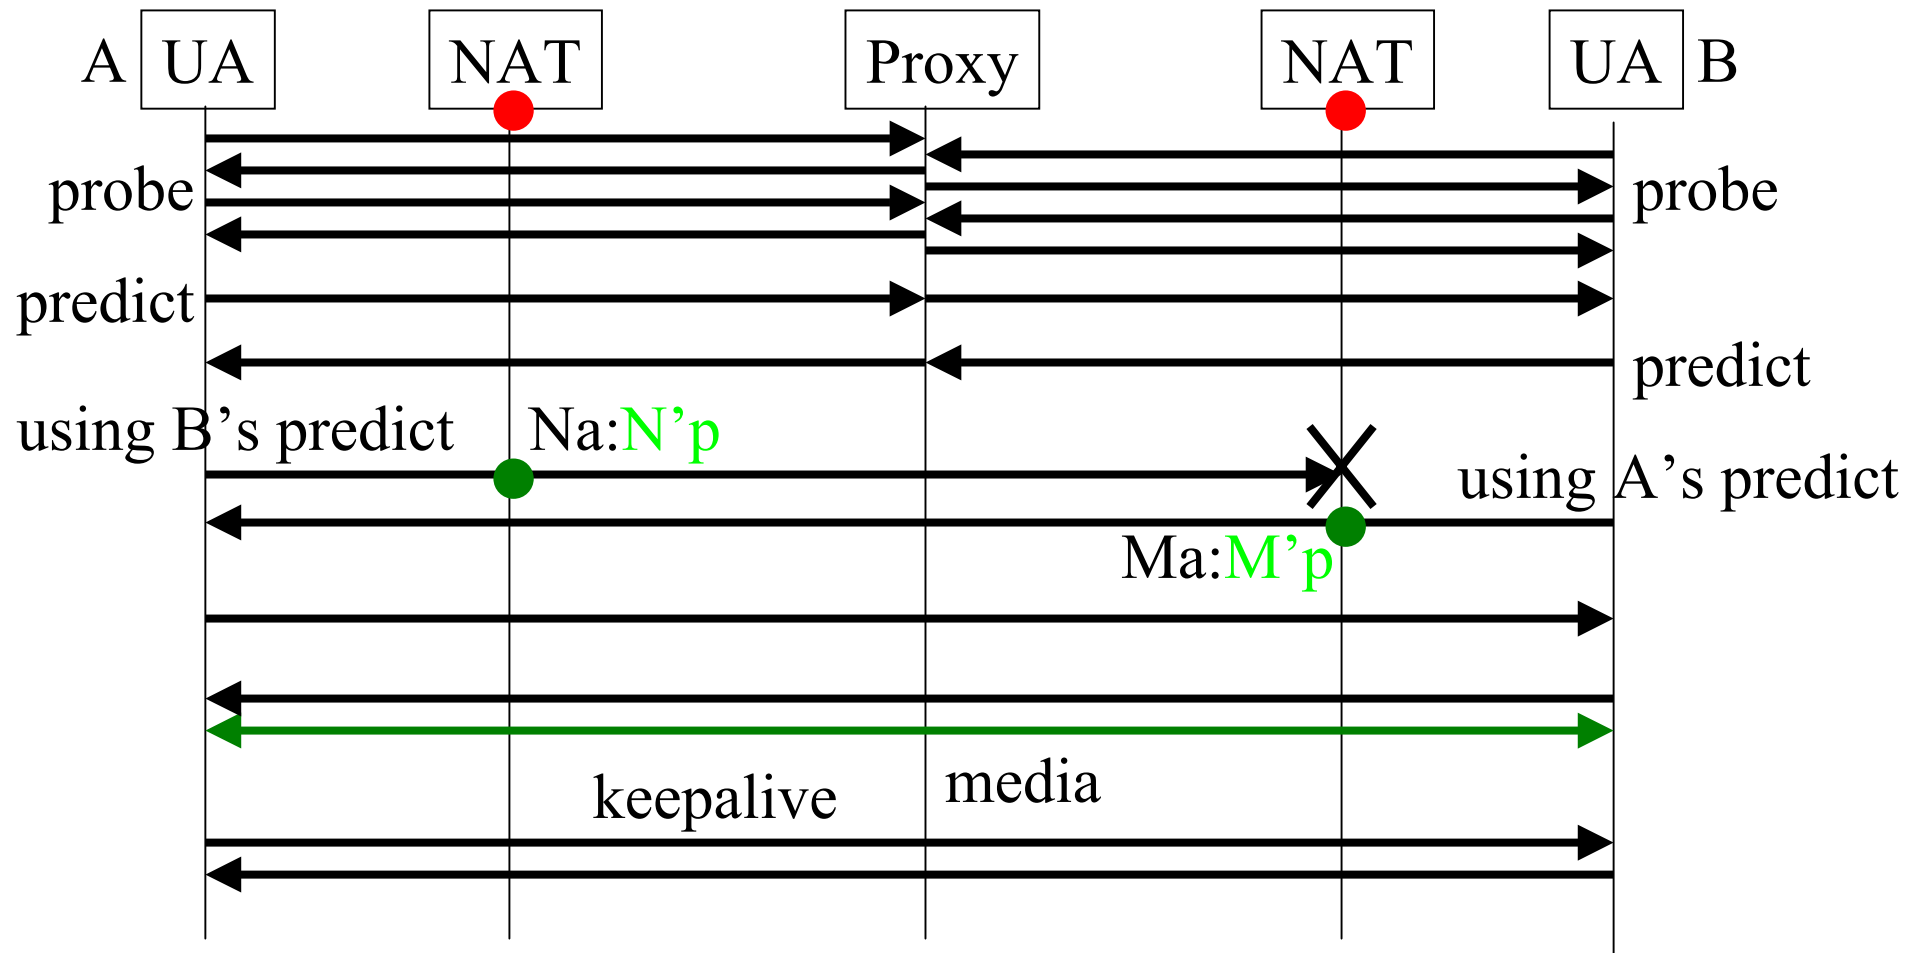 A UA NAT Proxy NAT UA B
probe probe
predict
predict
using B’s predict Na:N’p
using A’s predict
Ma:M’p
keepalive media